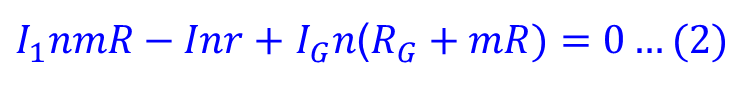 I₁nmR − Inr + I_Gn(R_G + mR) = 0 … (2)